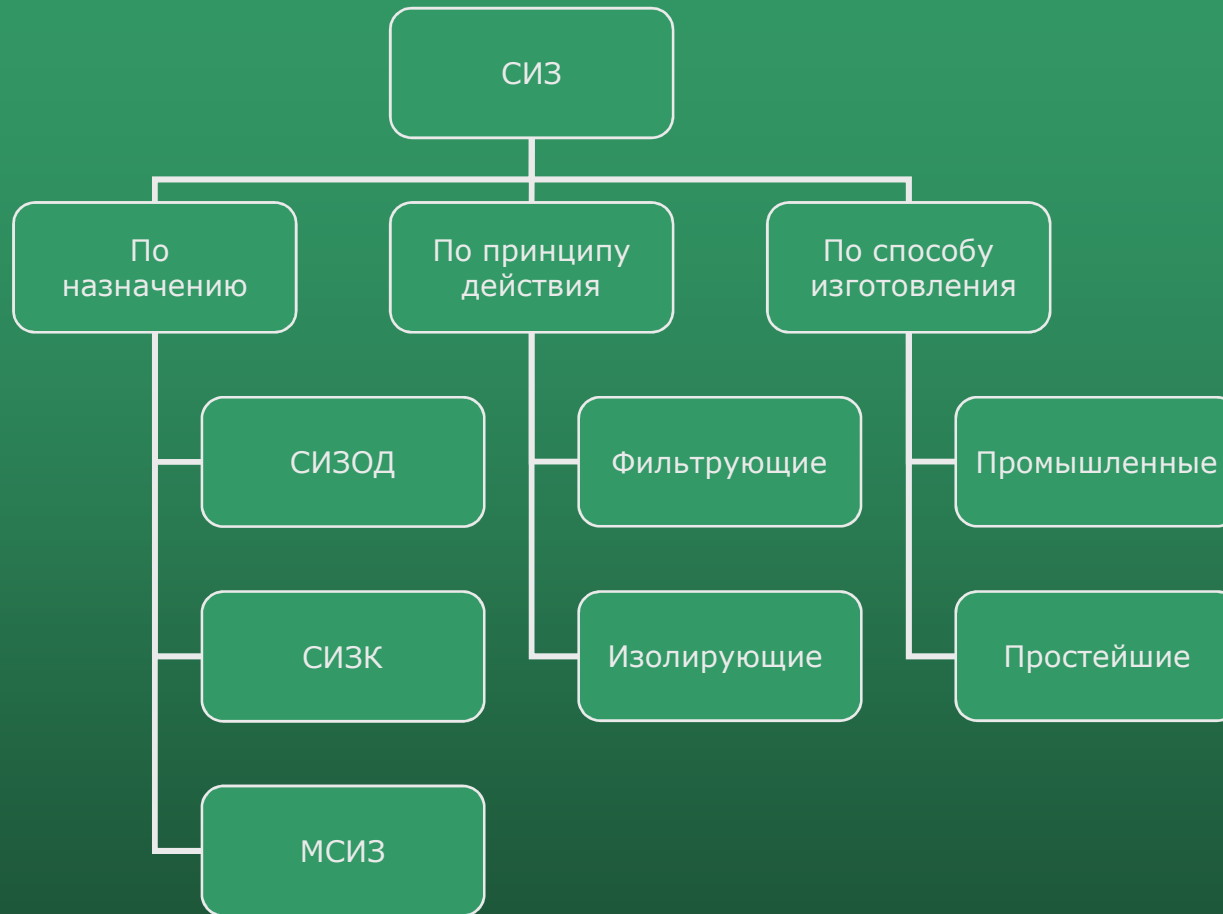 СИЗ
По
назначению
По принципу
действия
По способу
изготовления
СИЗОД
Фильтрующие
Промышленные
СИЗК
Изолирующие
Простейшие
МСИЗ